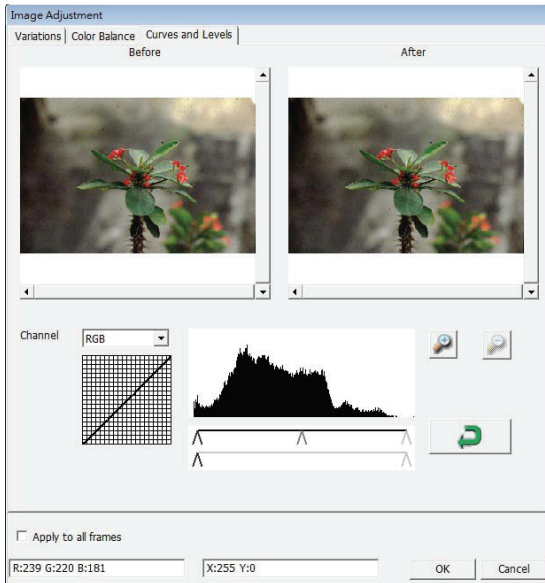 Image Adjustment
Variations
Color Balance
Curves and Levels
Before
After
Channel
RGB
Apply to all frames
R:239 G:220 B:181
X:255 Y:0
OK
Cancel